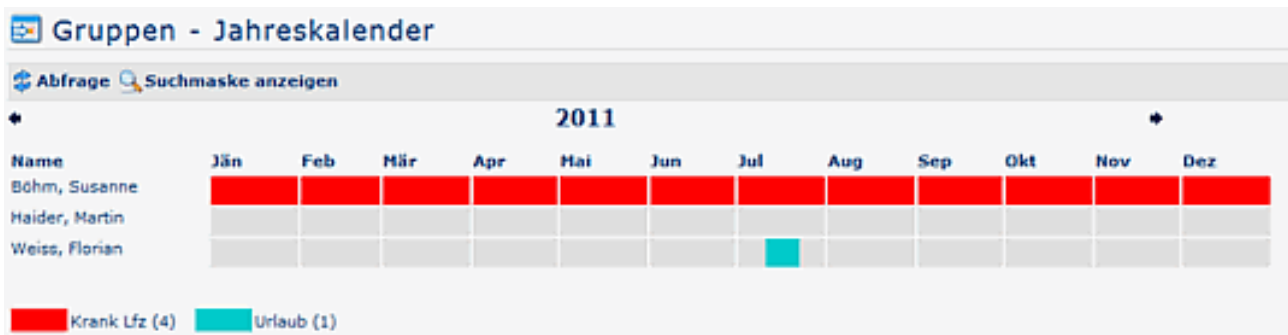 Gruppen - Jahreskalender
Abfrage Suchmaske anzeigen
2011
Name Jän Feb Mär Apr Mai Jun Jul Aug Sep Okt Nov Dez
Böhm, Susanne
Haider, Martin
Weiss, Florian
Krank Lfz (4) Urlaub (1)